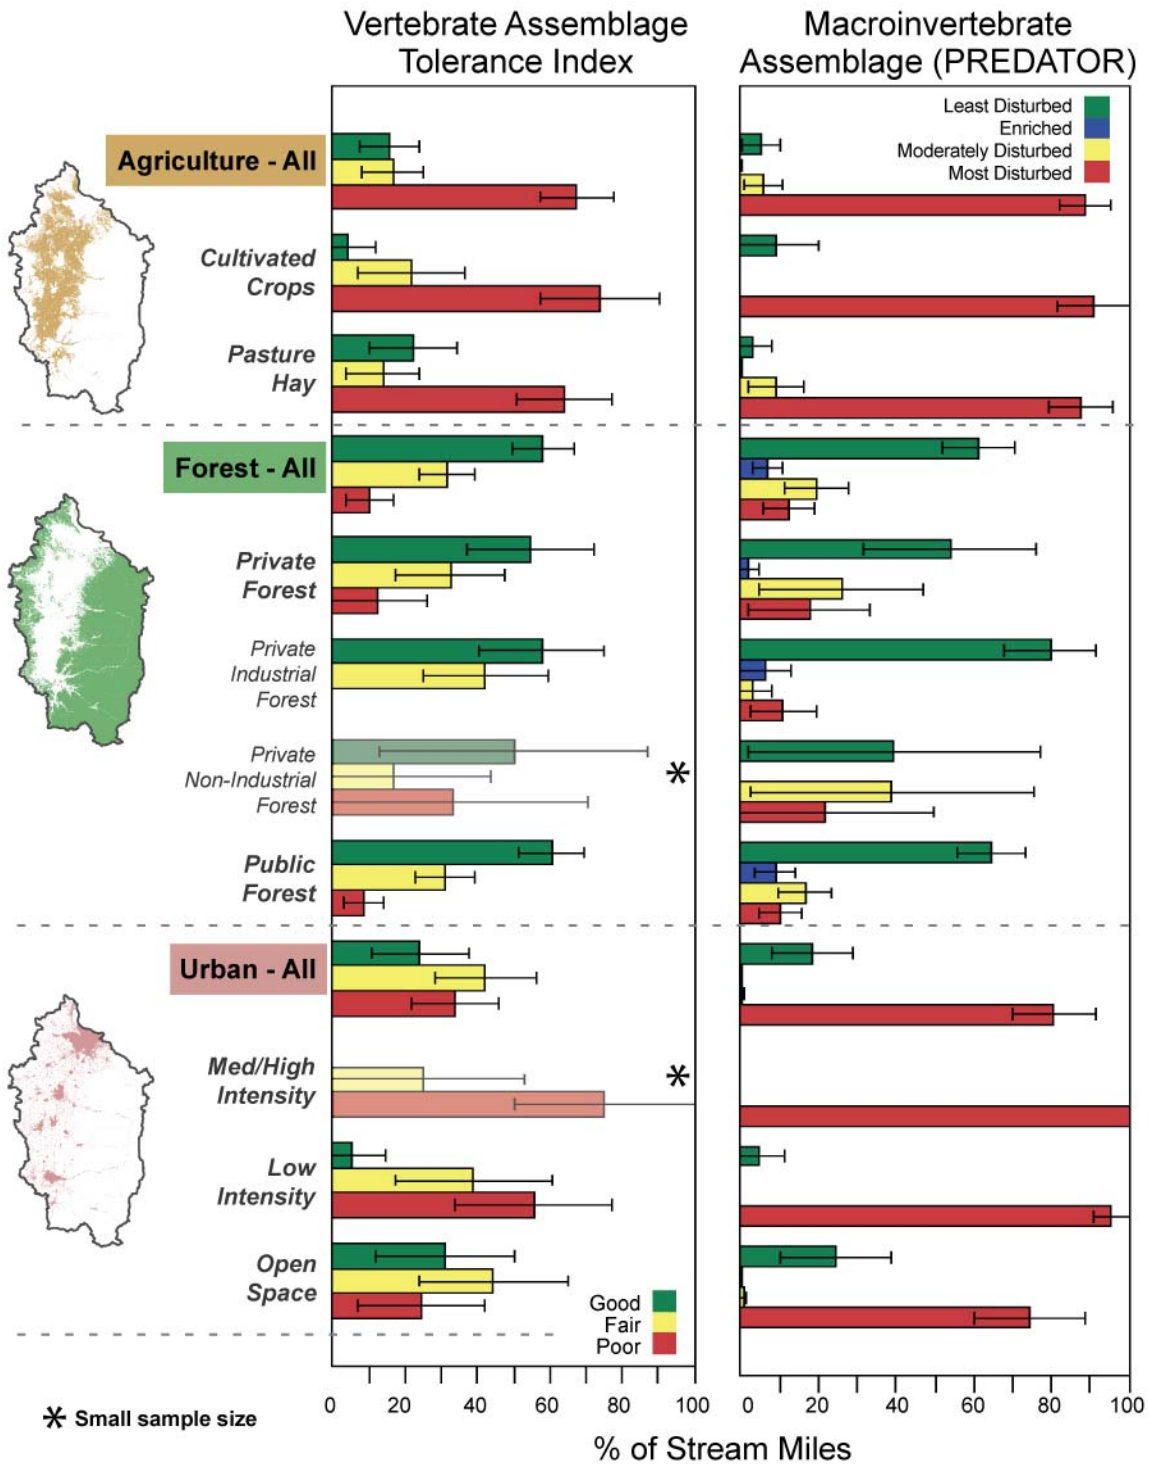 Vertebrate Assemblage
Tolerance Index
Macroinvertebrate
Assemblage (PREDATOR)
Least Disturbed
Enriched
Moderately Disturbed
Most Disturbed
Agriculture - All
Cultivated
Crops
Pasture
Hay
Forest - All
Private
Forest
Private
Industrial
Forest
Private
Non-Industrial
Forest
*
Public
Forest
Urban - All
Med/High
Intensity
*
Low
Intensity
Open
Space
Good
Fair
Poor
0 20 40 60 80 100
0 20 40 60 80 100
* Small sample size
% of Stream Miles